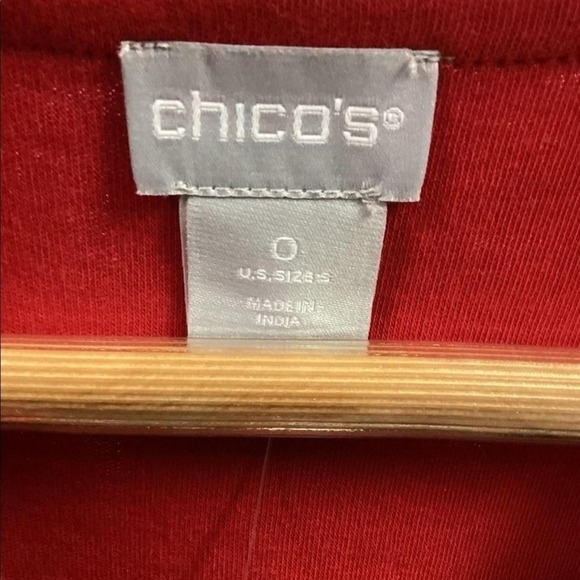 chico's®
0
U.S. SIZE: S
MADE IN
INDIA